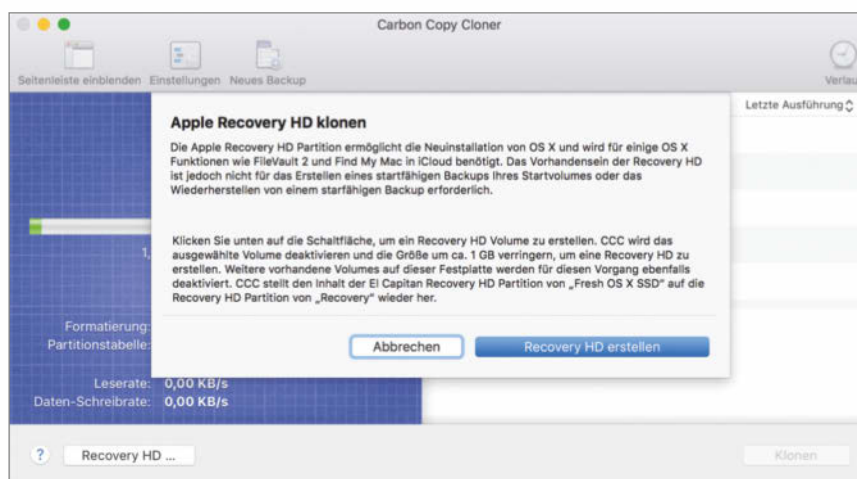 Carbon Copy Cloner
Seitenleiste einblenden Einstellungen Neues Backup
Letzte Ausführung
Apple Recovery HD klonen
Die Apple Recovery HD Partition ermöglicht die Neuinstallation von OS X und wird für einige OS X
Funktionen wie FileVault 2 und Find My Mac in iCloud benötigt. Das Vorhandensein der Recovery HD
ist jedoch nicht für das Erstellen eines startfähigen Backups Ihres Startvolumes oder das
Wiederherstellen von einem starfähigen Backup erforderlich.
Klicken Sie unten auf die Schaltfläche, um ein Recovery HD Volume zu erstellen. CCC wird das
ausgewählte Volume deaktivieren und die Größe um ca. 1 GB verringern, um eine Recovery HD zu
erstellen. Weitere vorhandene Volumes auf dieser Festplatte werden für diesen Vorgang ebenfalls
deaktiviert. CCC stellt den Inhalt der El Capitan Recovery HD Partition von „Fresh OS X SSD" auf die
Recovery HD Partition von „Recovery" wieder her.
1,
Formatierung:
Partitionstabelle:
Abbrechen Recovery HD erstellen
Leserate: 0,00 KB/s
Daten-Schreibrate: 0,00 KB/s
? Recovery HD ... Klonen